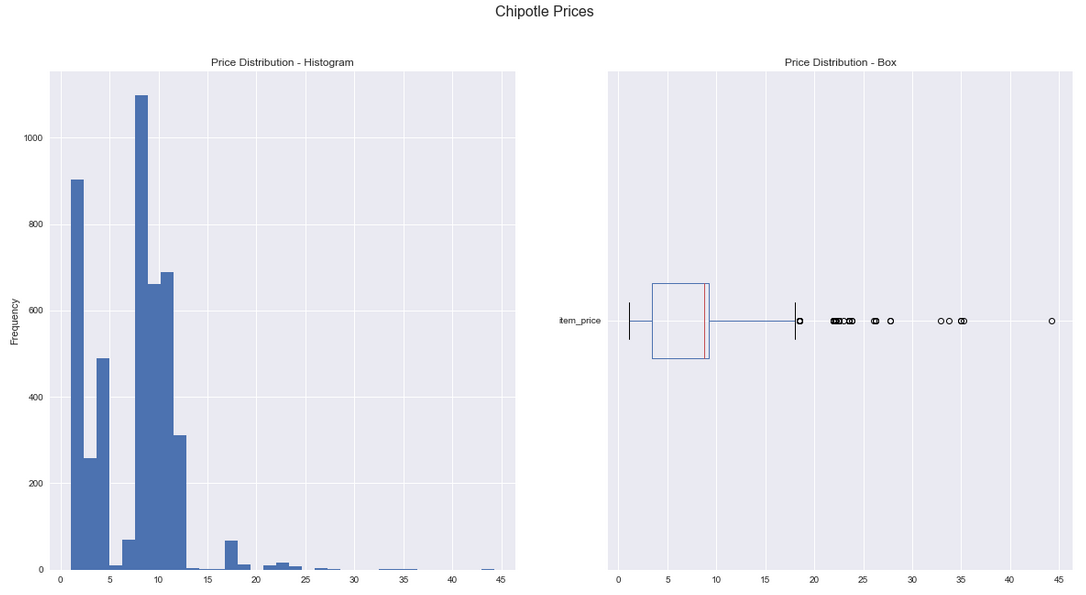 Chipotle Prices
Price Distribution - Histogram
Frequency
1000
800
600
400
200
0
0 5 10 15 20 25 30 35 40 45
Price Distribution - Box
item_price
0 5 10 15 20 25 30 35 40 45